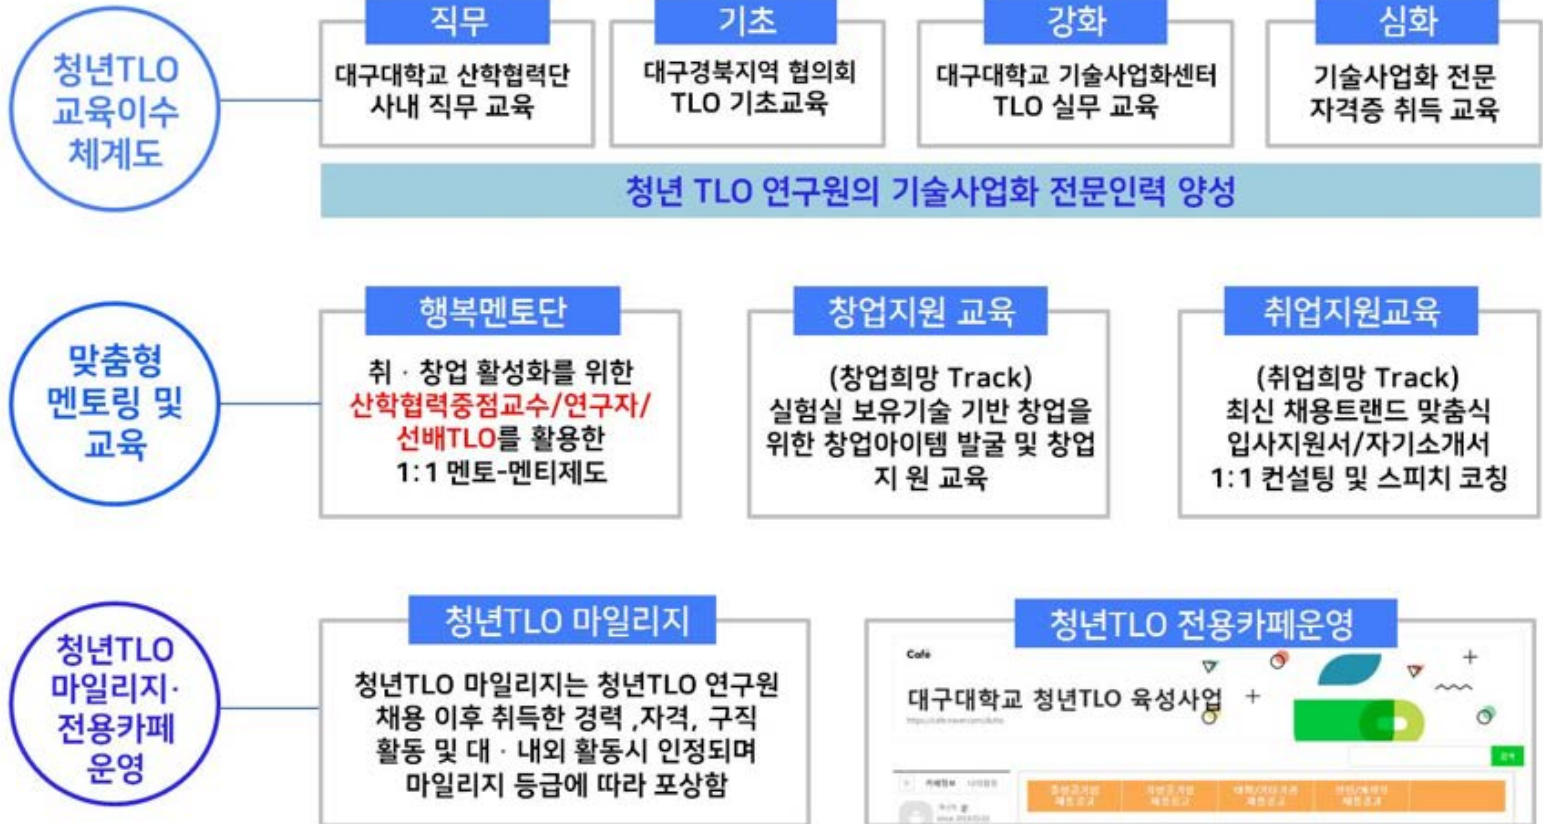 청년TLO
교육이수
체계도
직무
대구대학교 산학협력단
사내 직무 교육
기초
대구경북지역 협의회
TLO 기초교육
강화
대구대학교 기술사업화센터
TLO 실무 교육
심화
기술사업화 전문
자격증 취득 교육
청년 TLO 연구원의 기술사업화 전문인력 양성
맞춤형
멘토링 및
교육
행복멘토단
취 · 창업 활성화를 위한
산학협력중점교수/연구자/
선배TLO를 활용한
1:1 멘토-멘티제도
창업지원 교육
(창업희망 Track)
실험실 보유기술 기반 창업을
위한 창업아이템 발굴 및 창업
지 원 교육
취업지원교육
(취업희망 Track)
최신 채용트랜드 맞춤식
입사지원서/자기소개서
1:1 컨설팅 및 스피치 코칭
청년TLO
마일리지·
전용카페
운영
청년TLO 마일리지
청년TLO 마일리지는 청년TLO 연구원
채용 이후 취득한 경력 ,자격, 구직
활동 및 대 · 내외 활동시 인정되며
마일리지 등급에 따라 포상함
청년TLO 전용카페운영
Café
대구대학교 청년TLO 육성사업
검색
카페정보